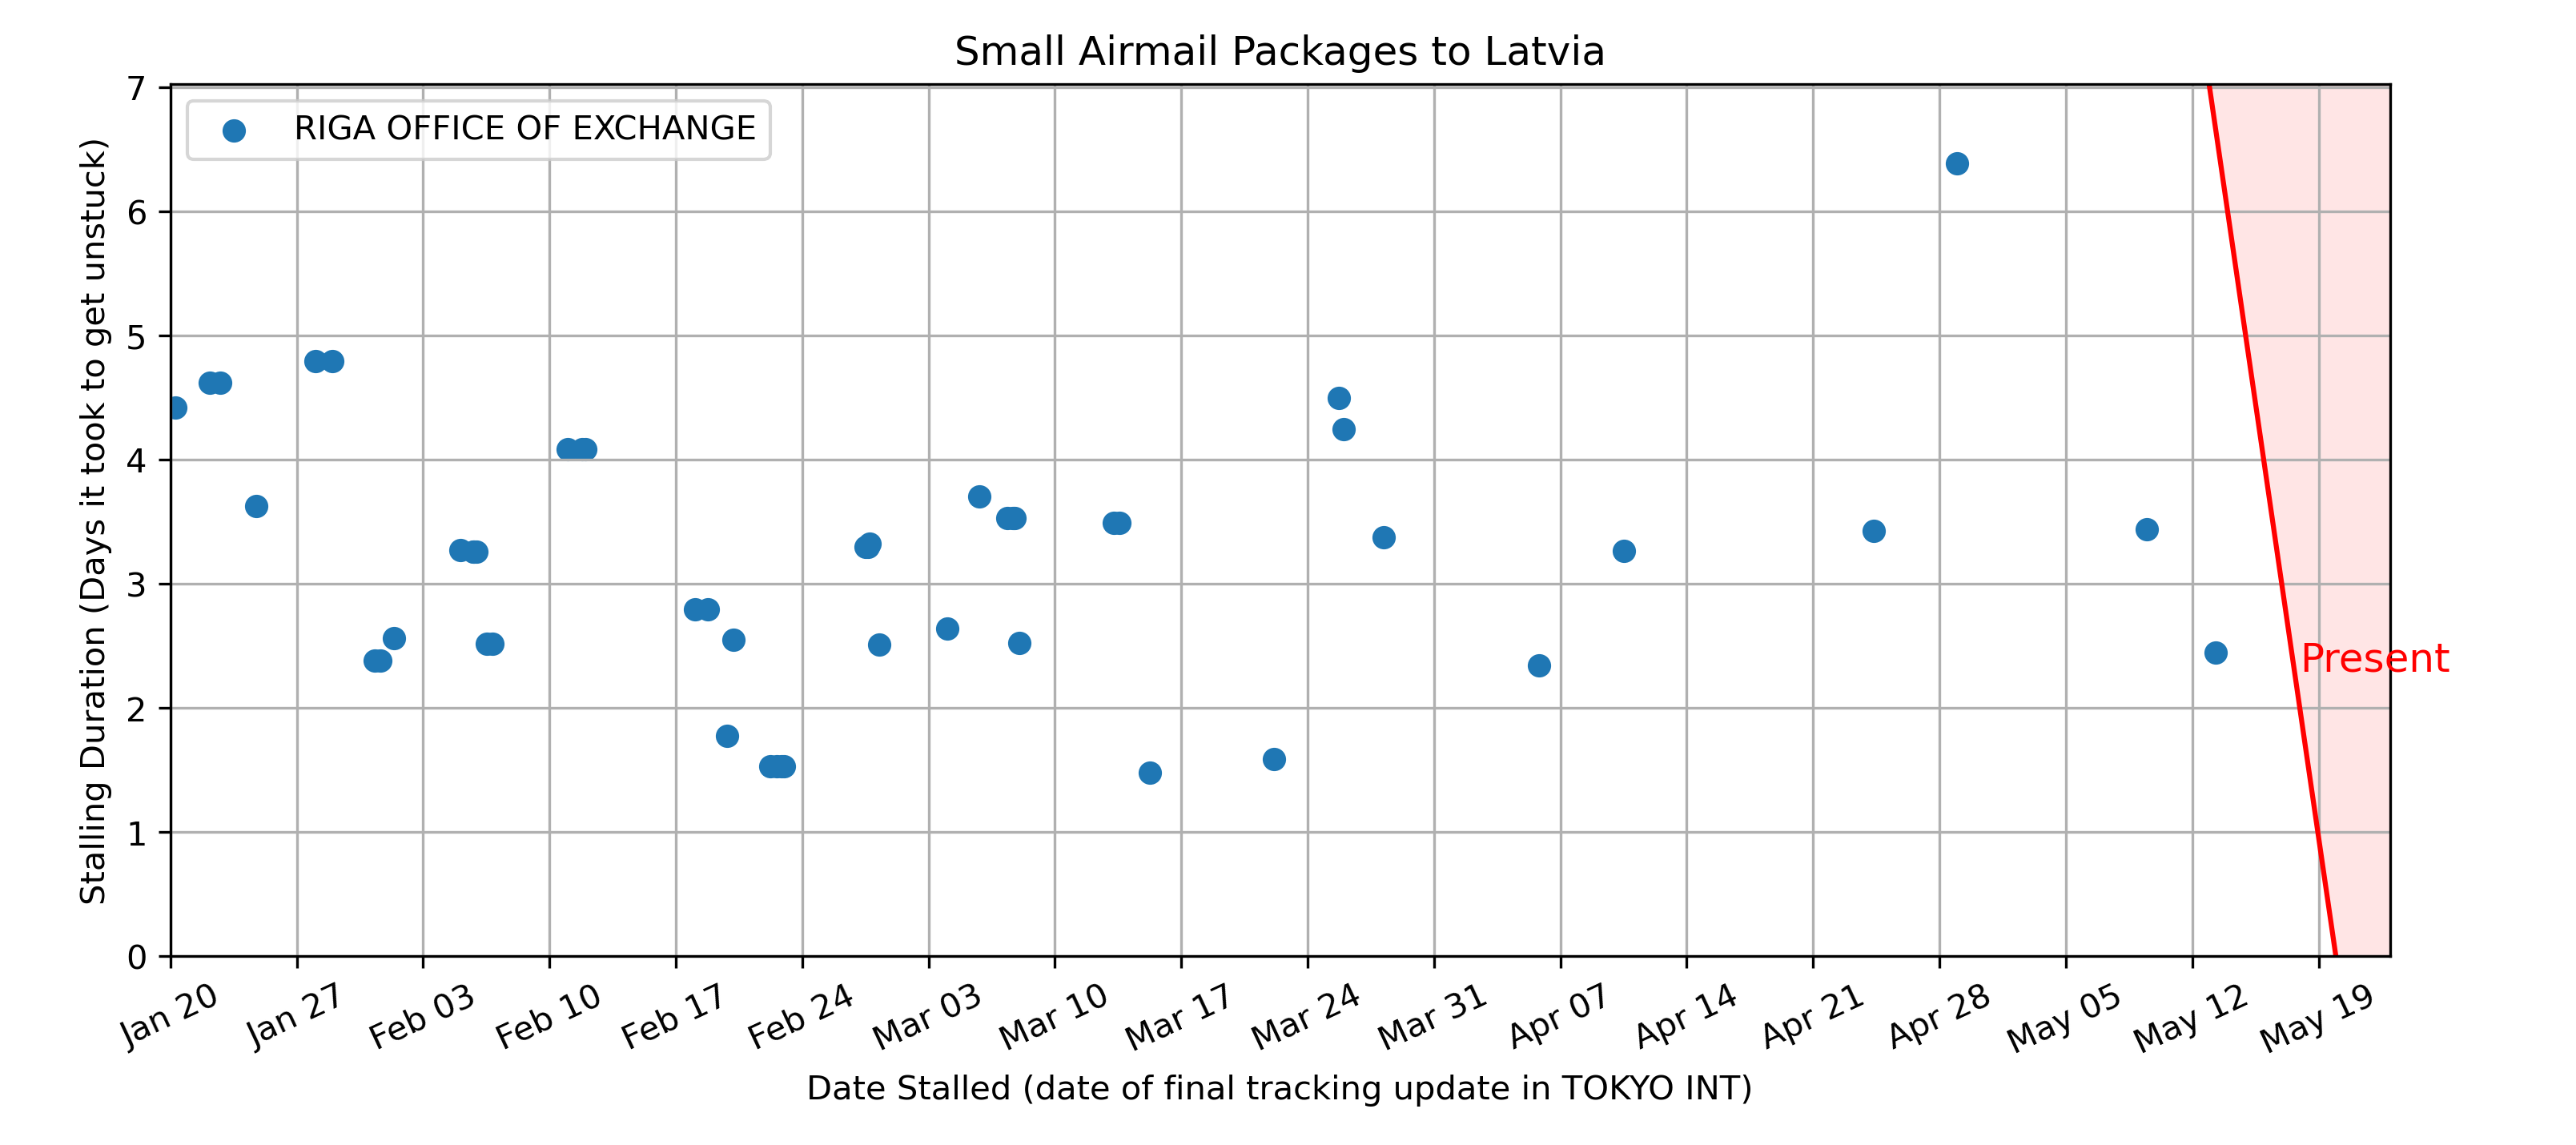 Small Airmail Packages to Latvia
RIGA OFFICE OF EXCHANGE
Stalling Duration (Days it took to get unstuck)
7
6
5
4
3
2
1
0
Present
Jan 20
Jan 27
Feb 03
Feb 10
Feb 17
Feb 24
Mar 03
Mar 10
Mar 17
Mar 24
Mar 31
Apr 07
Apr 14
Apr 21
Apr 28
May 05
May 12
May 19
Date Stalled (date of final tracking update in TOKYO INT)